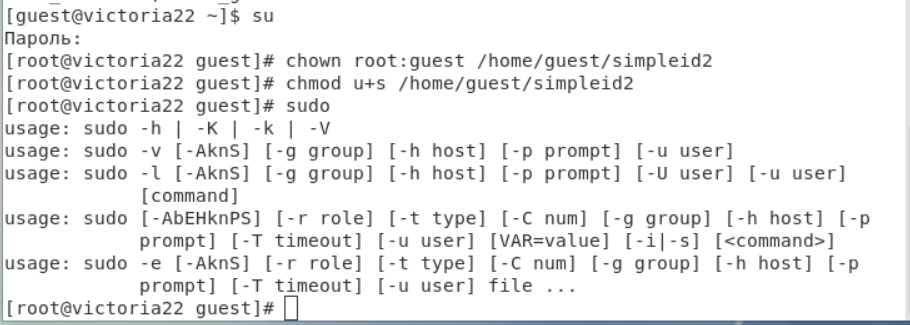 [guest@victoria22 ~]$ su
Пароль:
[root@victoria22 guest]# chown root:guest /home/guest/simpleid2
[root@victoria22 guest]# chmod u+s /home/guest/simpleid2
[root@victoria22 guest]# sudo
usage: sudo -h | -K | -k | -V
usage: sudo -v [-AknS] [-g group] [-h host] [-p prompt] [-u user]
usage: sudo -l [-AknS] [-g group] [-h host] [-p prompt] [-U user] [-u user]
[command]
usage: sudo [-AbEHknPS] [-r role] [-t type] [-C num] [-g group] [-h host] [-p
prompt] [-T timeout] [-u user] [VAR=value] [-i|-s] [<command>]
usage: sudo -e [-AknS] [-r role] [-t type] [-C num] [-g group] [-h host] [-p
prompt] [-T timeout] [-u user] file ...
[root@victoria22 guest]#